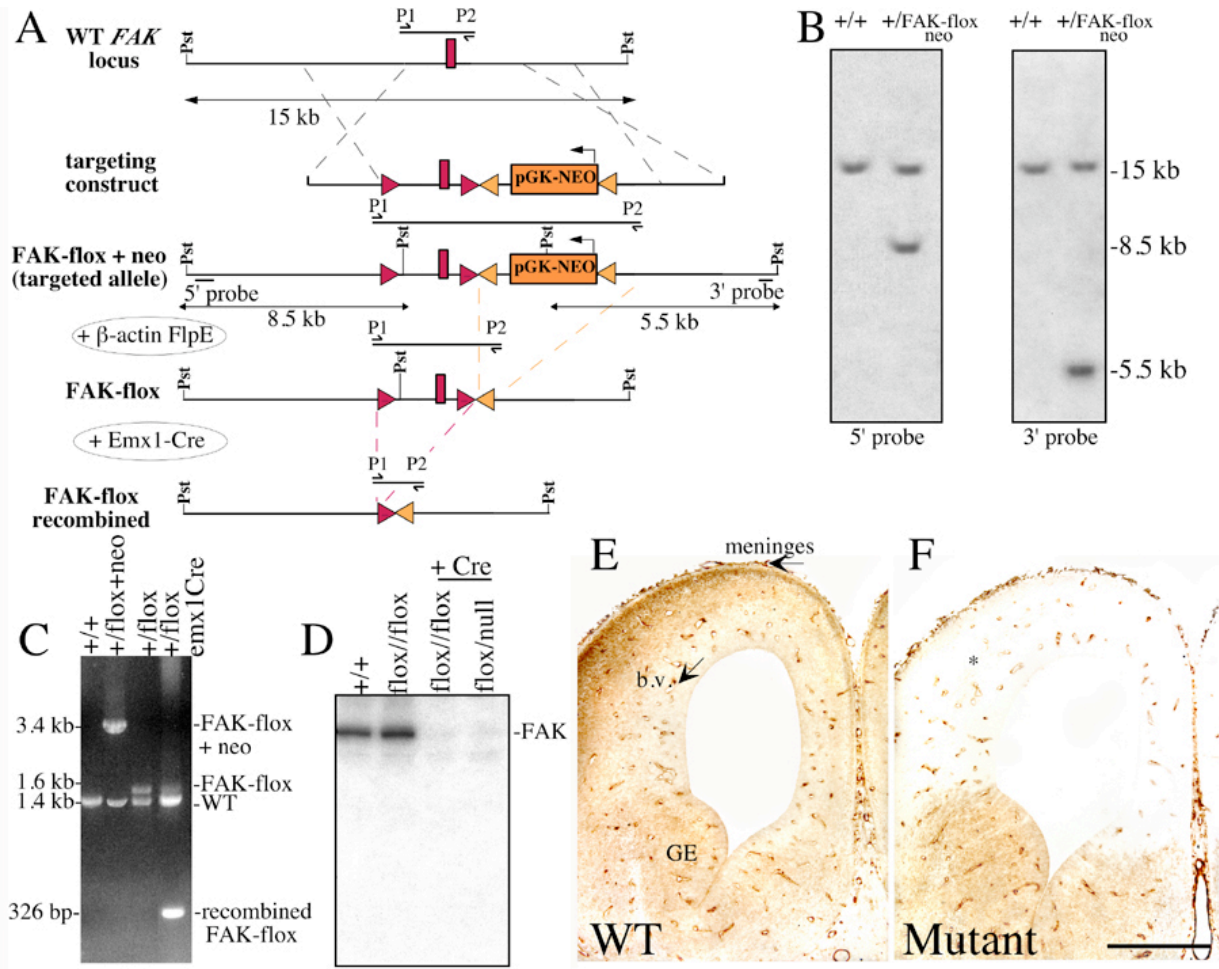 A
WT FAK
locus
Pst
P1
P2
Pst
15 kb
targeting
construct
pGK-NEO
P1
P2
FAK-flox + neo
(targeted allele)
Pst
Pst
Pst
pGK-NEO
Pst
5' probe
3' probe
8.5 kb
5.5 kb
+ β-actin FlpE
P1
P2
FAK-flox
Pst
Pst
Pst
+ Emx1-Cre
P1
P2
FAK-flox
recombined
Pst
Pst
B
+/+
+/FAK-flox
neo
+/+
+/FAK-flox
neo
-15 kb
-8.5 kb
-5.5 kb
5' probe
3' probe
C
+/+
+/flox+neo
+/flox
+/flox
emx1Cre
3.4 kb-
-FAK-flox
+ neo
1.6 kb-
-FAK-flox
1.4 kb-
-WT
326 bp-
-recombined
FAK-flox
D
+ Cre
+/+
flox//flox
flox//flox
flox/null
-FAK
E
meninges
b.v.
GE
WT
F
*
Mutant